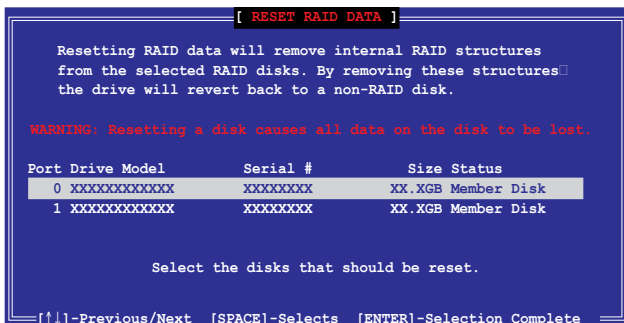 [ RESET RAID DATA ]
Resetting RAID data will remove internal RAID structures
from the selected RAID disks. By removing these structures□
the drive will revert back to a non-RAID disk.
WARNING: Resetting a disk causes all data on the disk to be lost.
Port Drive Model Serial # Size Status
0 XXXXXXXXXXXX XXXXXXXX XX.XGB Member Disk
1 XXXXXXXXXXXX XXXXXXXX XX.XGB Member Disk
Select the disks that should be reset.
[↑↓]-Previous/Next [SPACE]-Selects [ENTER]-Selection Complete